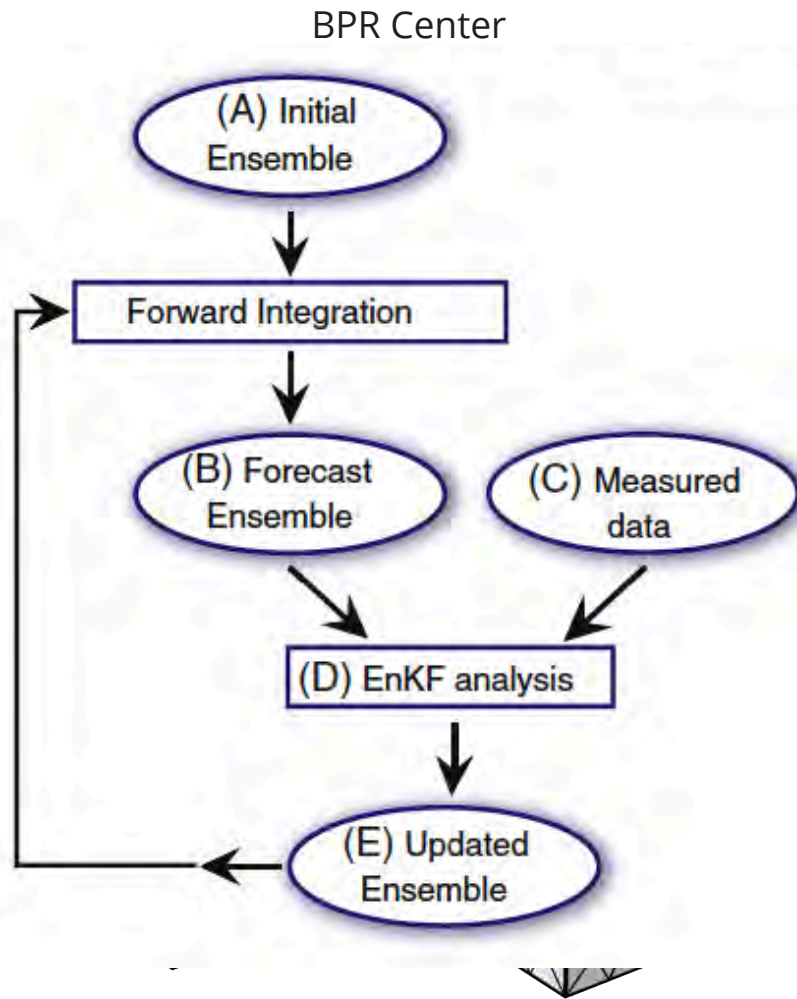 BPR Center
(A) Initial
Ensemble
Forward Integration
(B) Forecast
Ensemble
(C) Measured
data
(D) EnKF analysis
(E) Updated
Ensemble